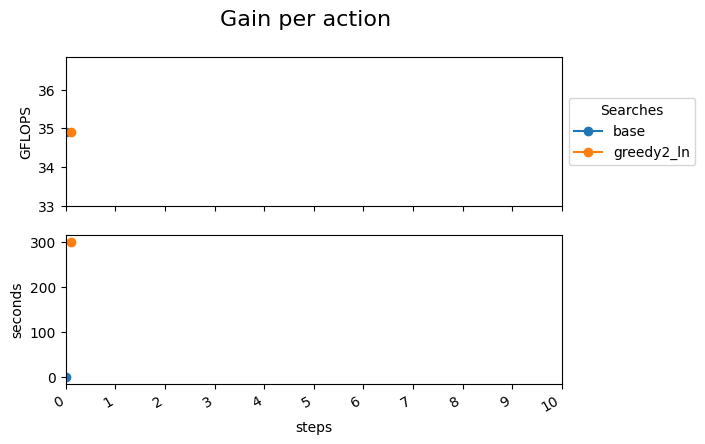 Gain per action
36
35
34
33
GFLOPS
Searches
base
greedy2_ln
300
200
100
0
seconds
0 1 2 3 4 5 6 7 8 9 10
steps